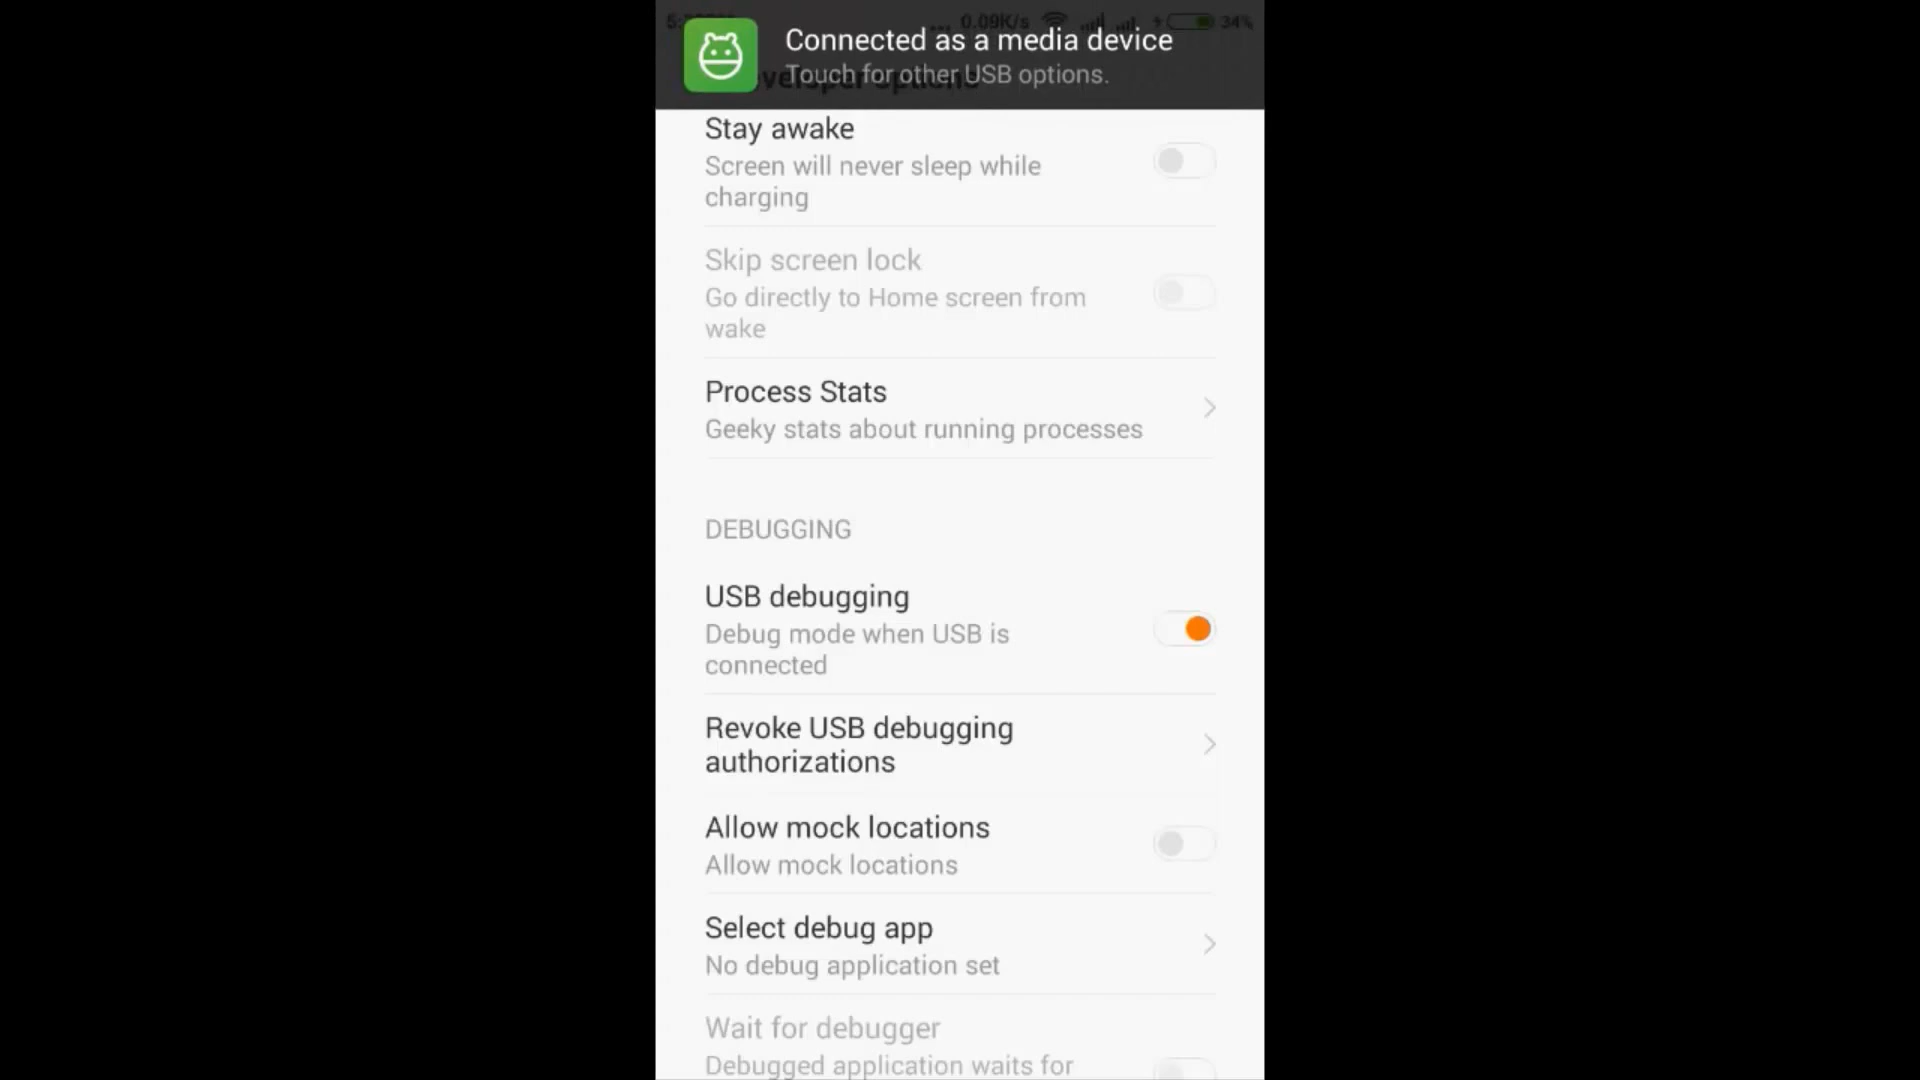 0.09K/s 34%
Connected as a media device
Touch for other USB options.
Stay awake
Screen will never sleep while
charging
Skip screen lock
Go directly to Home screen from
wake
Process Stats
Geeky stats about running processes
DEBUGGING
USB debugging
Debug mode when USB is
connected
Revoke USB debugging
authorizations
Allow mock locations
Allow mock locations
Select debug app
No debug application set
Wait for debugger
Debugged application waits for